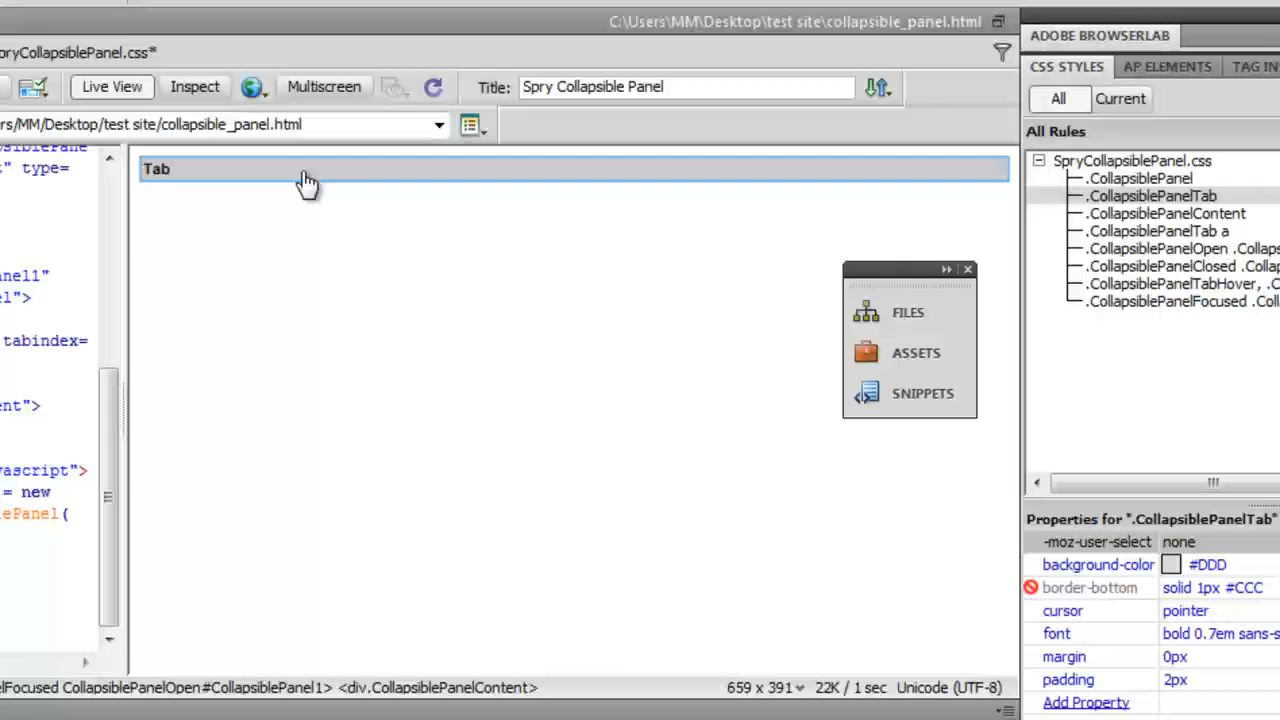 C:\Users\MM\Desktop\test site\collapsible_panel.html
pryCollapsiblePanel.css*
ADOBE BROWSERLAB
Live View
Inspect
Multiscreen
Title:
Spry Collapsible Panel
CSS STYLES
AP ELEMENTS
TAG IN
All
Current
rs/MM/Desktop/test site/collapsible_panel.html
All Rules
t" type=
Tab
anel1"
el">
tabindex=
ent">
vascript">
= new
ePanel(
FILES
ASSETS
SNIPPETS
SpryCollapsiblePanel.css
.CollapsiblePanel
.CollapsiblePanelTab
.CollapsiblePanelContent
.CollapsiblePanelTab a
.CollapsiblePanelOpen .Collaps
.CollapsiblePanelClosed .Colla
.CollapsiblePanelTabHover, .C
.CollapsiblePanelFocused .Coll
Properties for ".CollapsiblePanelTab"
-moz-user-select none
background-color #DDD
border-bottom solid 1px #CCC
cursor pointer
font bold 0.7em sans-s
margin 0px
padding 2px
Add Property
elFocused CollapsiblePanelOpen#CollapsiblePanel1> <div.CollapsiblePanelContent>
659 x 391 22K / 1 sec Unicode (UTF-8)